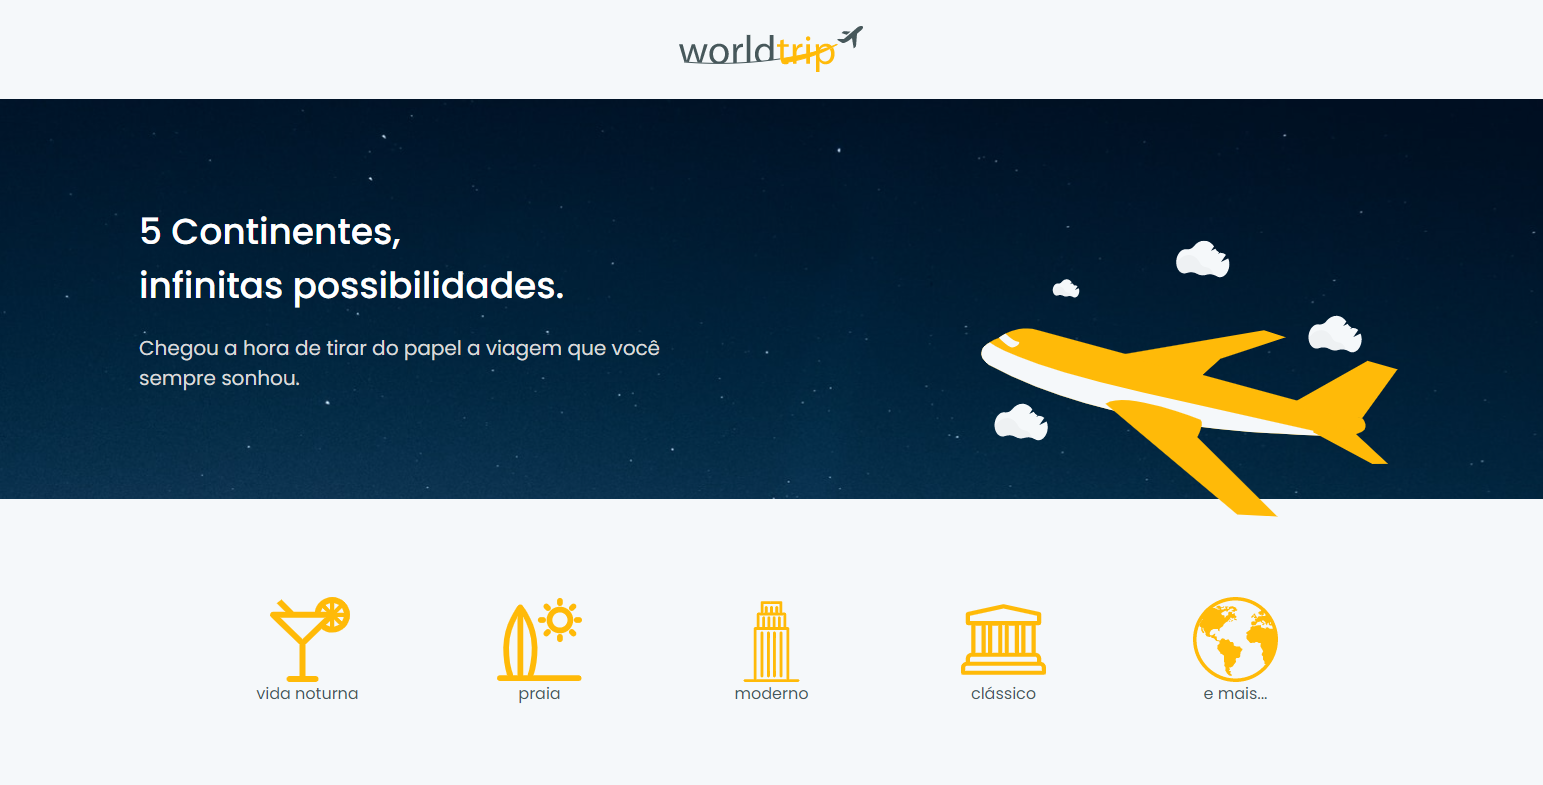 worldtrip
5 Continentes,
infinitas possibilidades.
Chegou a hora de tirar do papel a viagem que você
sempre sonhou.
vida noturna
praia
moderno
clássico
e mais...